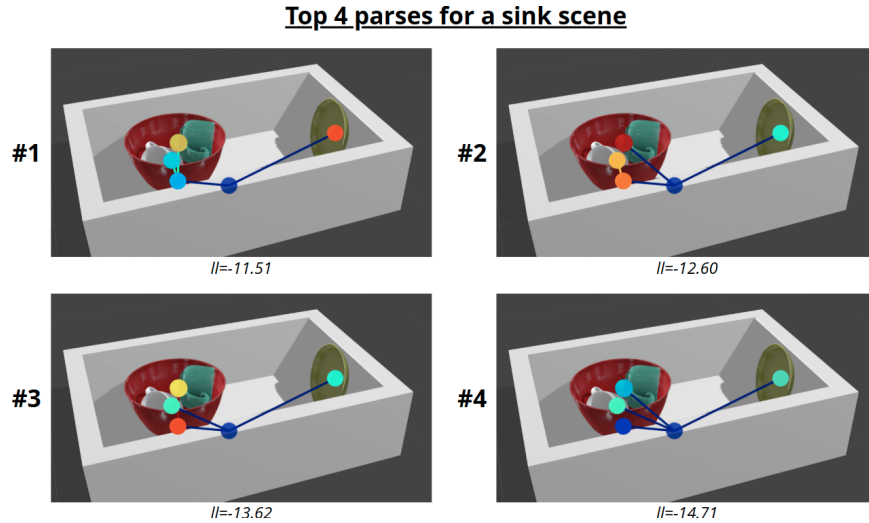 Top 4 parses for a sink scene
#1
#2
ll=-11.51
ll=-12.60
#3
#4
ll=-13.62
ll=-14.71